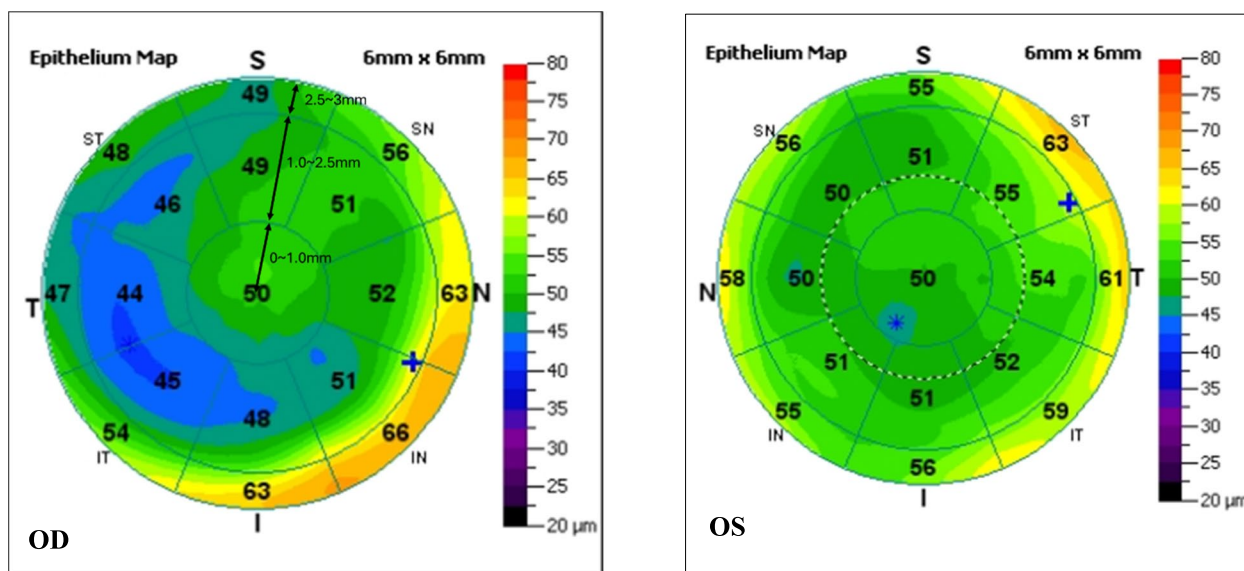 Epithelium Map S 6mm x 6mm
80
49
2.5~3mm
75
ST SN
48 56
70
1.0~2.5mm
49
65
46 51
60
55
0~1.0mm
T 47 44 50 52 63 N
50
45
45 51
40
48
35
54 66
IT IN
30
63
25
I
20 µm
OD
Epithelium Map S 6mm x 6mm
80
55
75
SN ST
56 63
70
51
65
50 55
60
55
N 58 50 50 54 61 T
50
45
51 52
40
51
35
55 59
IN IT
30
56
25
I
20 µm
OS